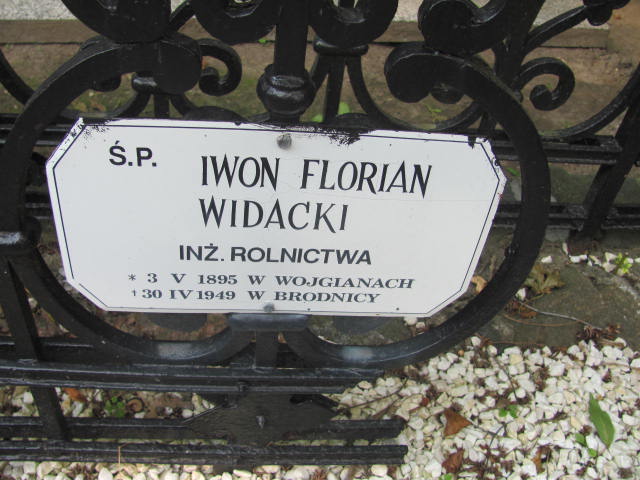 Ś.P. IWON FLORIAN
WIDACKI
INŻ. ROLNICTWA
* 3 V 1895 W WOJGIANACH
† 30 IV 1949 W BRODNICY